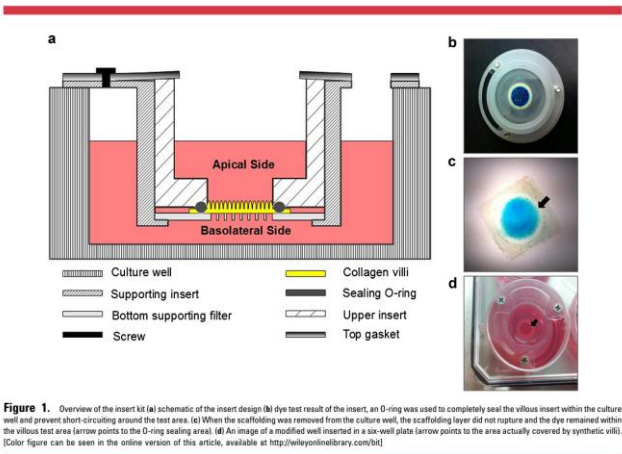 a
b
Apical Side
Basolateral Side
c
d
Culture well
Collagen villi
Supporting insert
Sealing O-ring
Bottom supporting filter
Upper insert
Screw
Top gasket
Figure 1. Overview of the insert kit (a) schematic of the insert design (b) dye test result of the insert, an O-ring was used to completely seal the villous insert within the culture
well and prevent short-circuiting around the test area. (c) When the scaffolding was removed from the culture well, the scaffolding layer did not rupture and the dye remained within
the villous test area (arrow points to the O-ring sealing area). (d) An image of a modified well inserted in a six-well plate (arrow points to the area actually covered by synthetic villi).
[Color figure can be seen in the online version of this article, available at http://wileyonlinelibrary.com/bit]